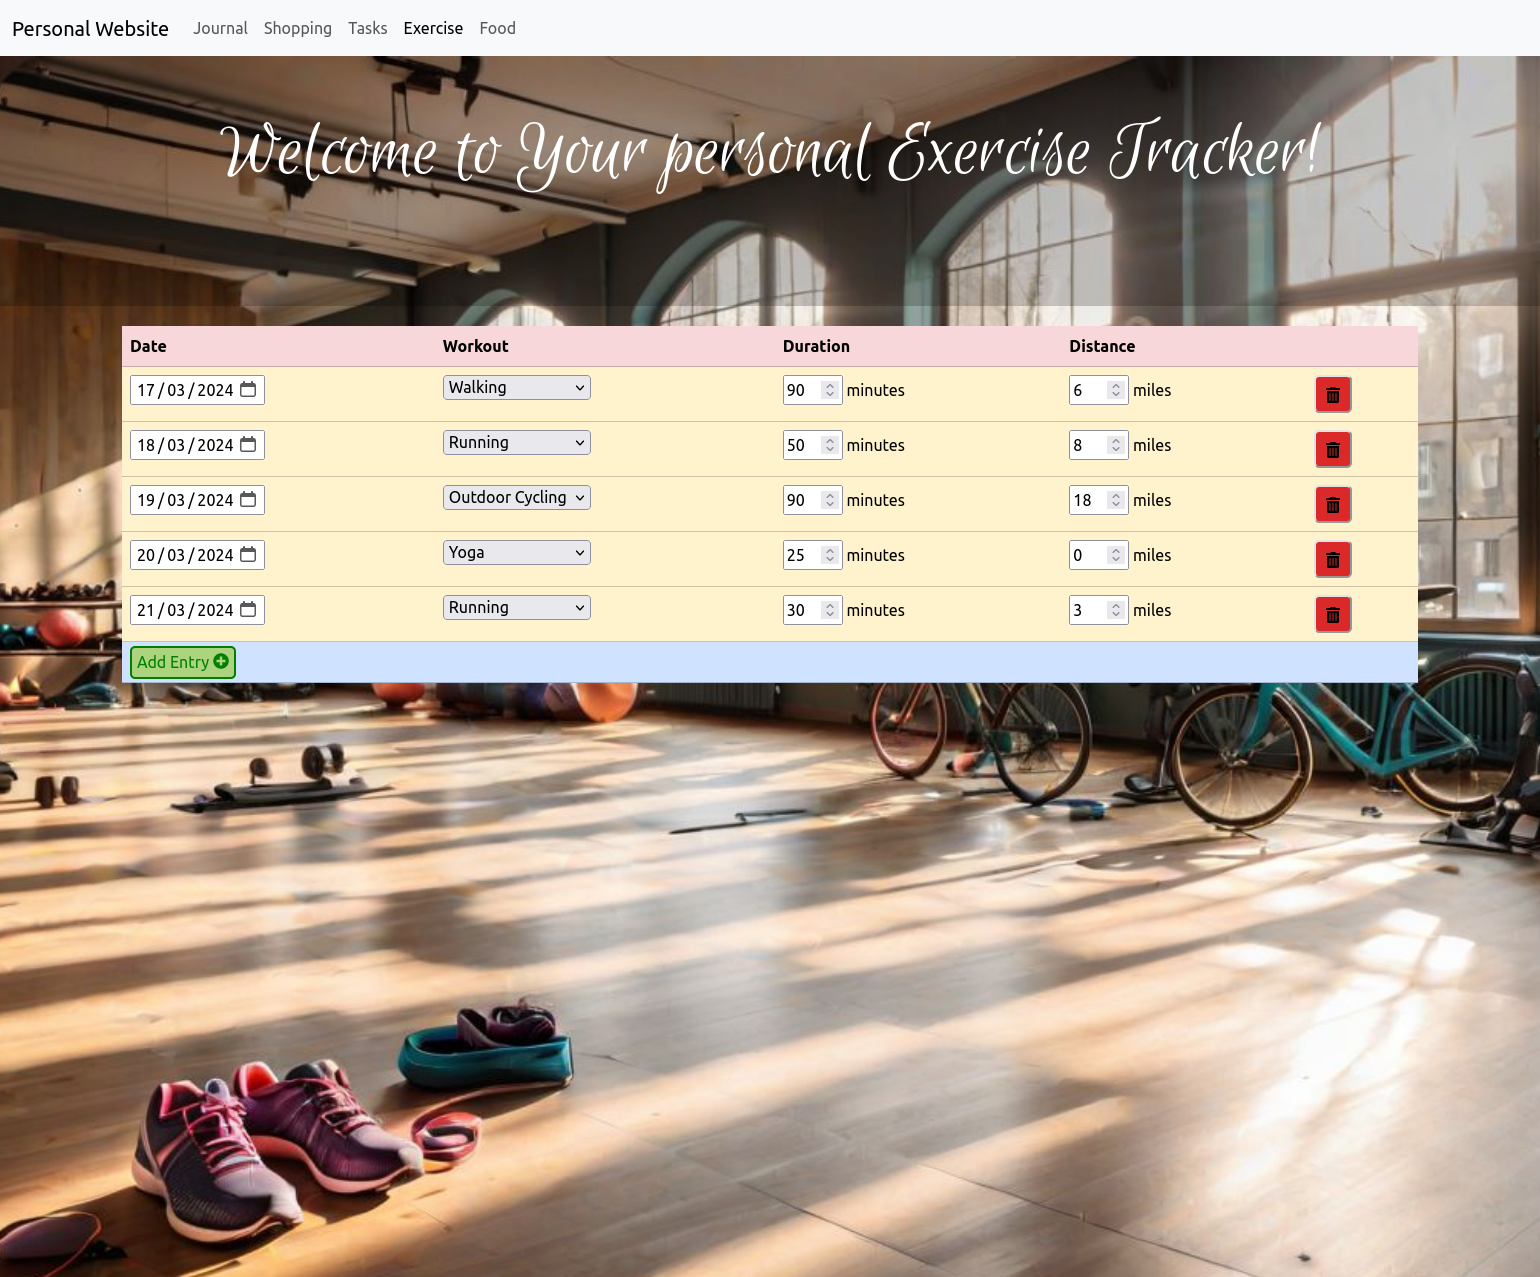 Personal Website Journal Shopping Tasks Exercise Food
Welcome to Your personal Exercise Tracker!
Date Workout Duration Distance
17/03/2024 Walking 90 minutes 6 miles
18/03/2024 Running 50 minutes 8 miles
19/03/2024 Outdoor Cycling 90 minutes 18 miles
20/03/2024 Yoga 25 minutes 0 miles
21/03/2024 Running 30 minutes 3 miles
Add Entry